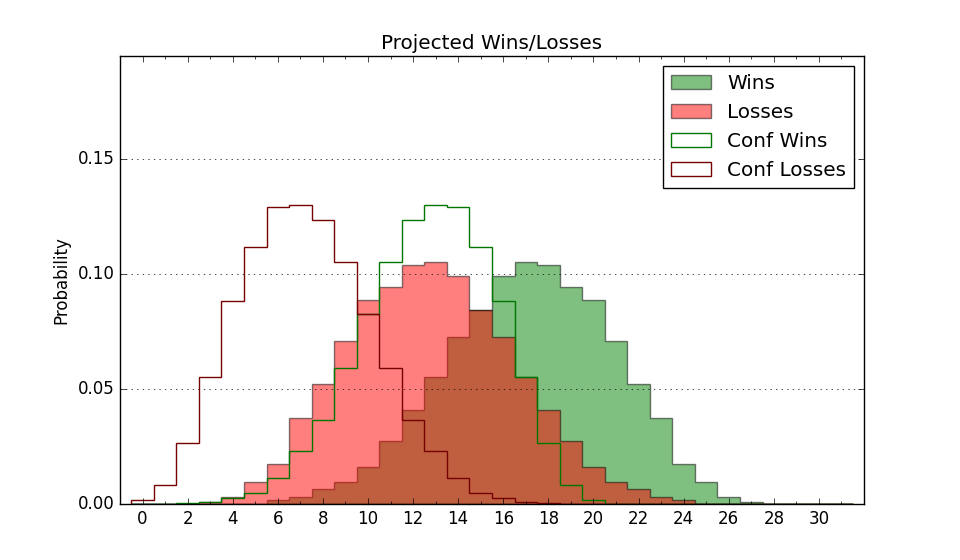 Projected Wins/Losses
Wins
Losses
Conf Wins
Conf Losses
Probability
0.15
0.10
0.05
0.00
0 2 4 6 8 10 12 14 16 18 20 22 24 26 28 30